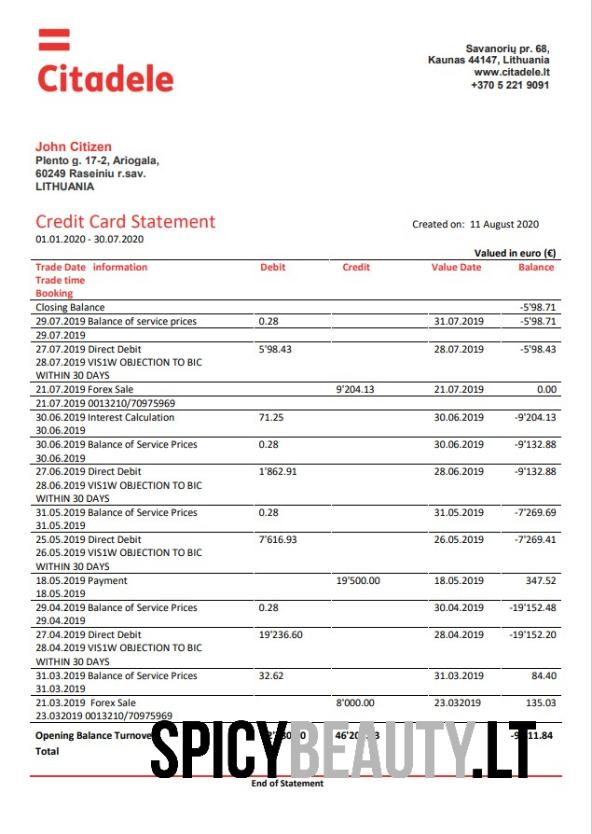 Citadele
Savanorių pr. 68,
Kaunas 44147, Lithuania
www.citadele.lt
+370 5 221 9091
John Citizen
Plento g. 17-2, Ariogala,
60249 Raseiniu r.sav.
LITHUANIA
Credit Card Statement
Created on: 11 August 2020
01.01.2020 - 30.07.2020
Valued in euro (€)
Trade Date information Debit Credit Value Date Balance
Trade time
Booking
Closing Balance -5'98.71
29.07.2019 Balance of service prices 0.28 31.07.2019 -5'98.71
29.07.2019
27.07.2019 Direct Debit 5'98.43 28.07.2019 -5'98.43
28.07.2019 VIS1W OBJECTION TO BIC
WITHIN 30 DAYS
21.07.2019 Forex Sale 9'204.13 21.07.2019 0.00
21.07.2019 0013210/70975969
30.06.2019 Interest Calculation 71.25 30.06.2019 -9'204.13
30.06.2019
30.06.2019 Balance of Service Prices 0.28 30.06.2019 -9'132.88
30.06.2019
27.06.2019 Direct Debit 1'862.91 28.06.2019 -9'132.88
28.06.2019 VIS1W OBJECTION TO BIC
WITHIN 30 DAYS
31.05.2019 Balance of Service Prices 0.28 31.05.2019 -7'269.69
31.05.2019
25.05.2019 Direct Debit 7'616.93 26.05.2019 -7'269.41
26.05.2019 VIS1W OBJECTION TO BIC
WITHIN 30 DAYS
18.05.2019 Payment 19'500.00 18.05.2019 347.52
18.05.2019
29.04.2019 Balance of Service Prices 0.28 30.04.2019 -19'152.48
29.04.2019
27.04.2019 Direct Debit 19'236.60 28.04.2019 -19'152.20
28.04.2019 VIS1W OBJECTION TO BIC
WITHIN 30 DAYS
31.03.2019 Balance of Service Prices 32.62 31.03.2019 84.40
31.03.2019
21.03.2019 Forex Sale 8'000.00 23.032019 135.03
23.032019 0013210/70975969
Opening Balance Turnover
Total
SPICYBEAUTY.LT
End of Statement